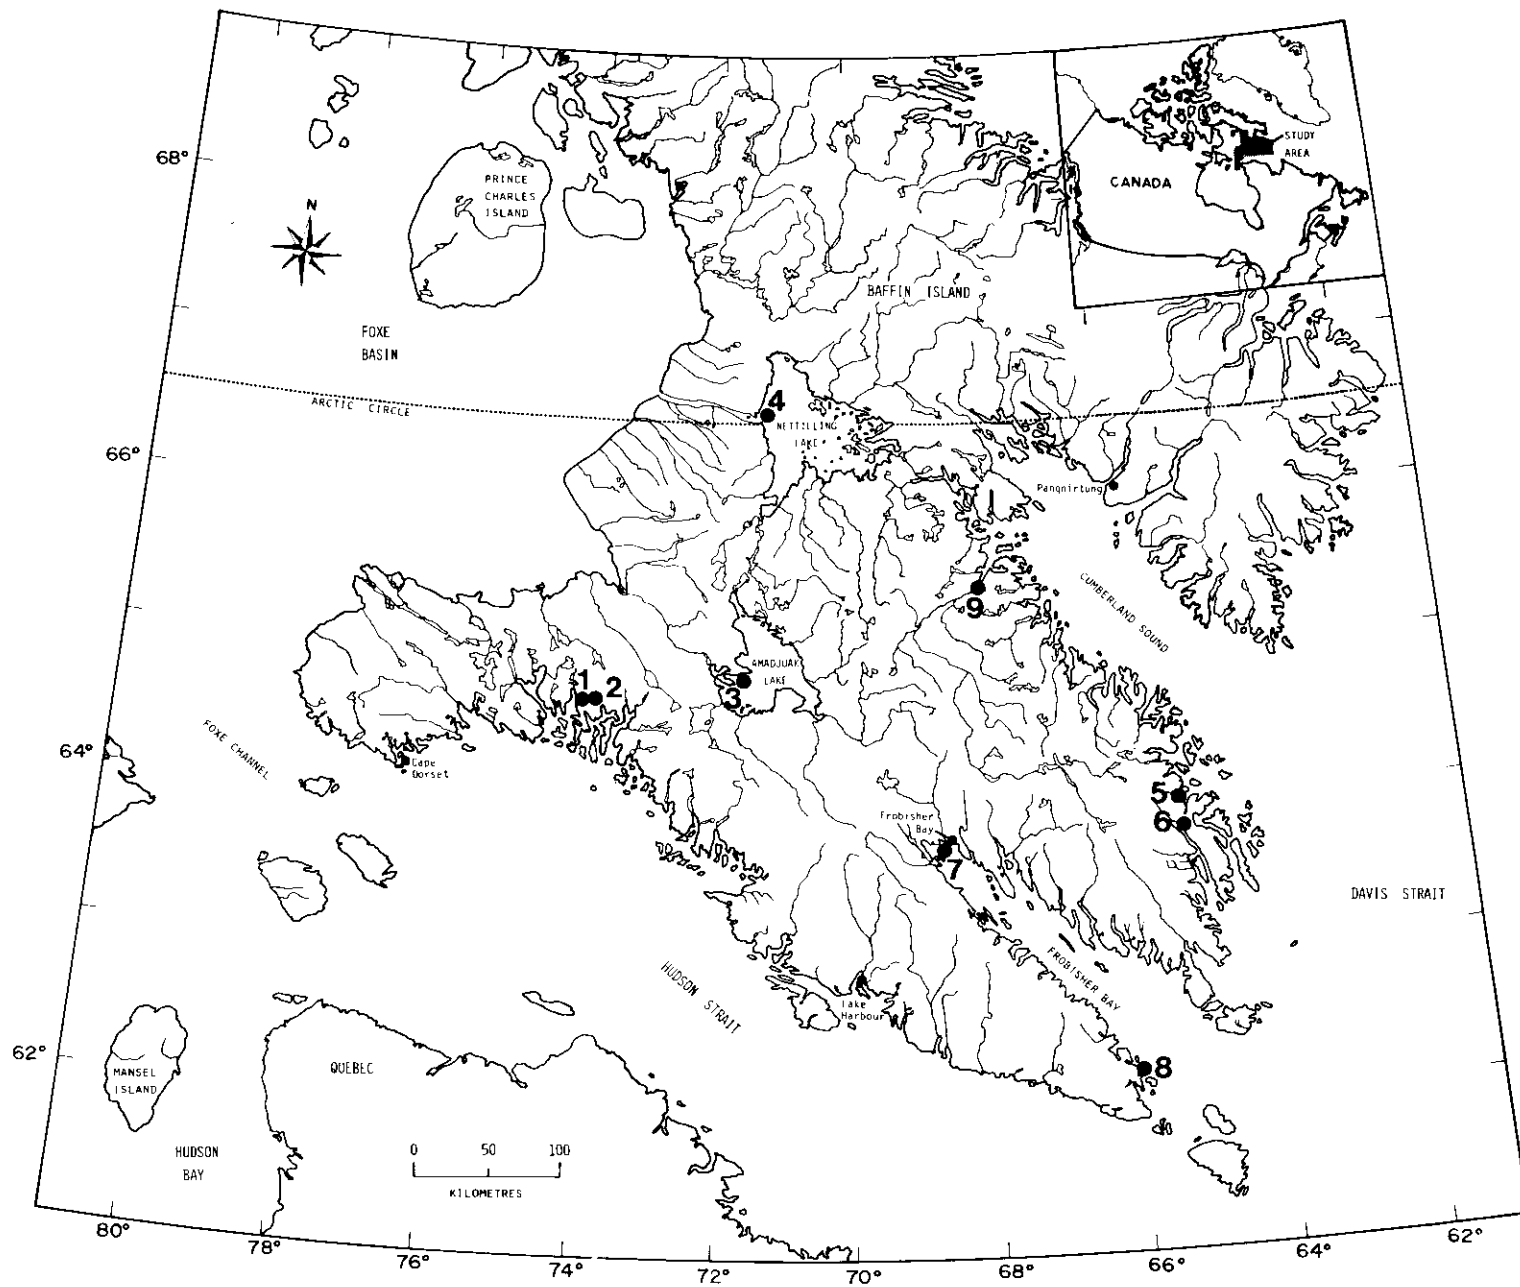 STUDY
AREA
CANADA
68°
PRINCE
CHARLES
ISLAND
N
BAFFIN ISLAND
FOXE
BASIN
ARCTIC CIRCLE
4
NETTILLING
LAKE
66°
Pangnirtung
9
CUMBERLAND SOUND
1
2
3
AMADJUAK
LAKE
FOXE CHANNEL
64°
Cape
Dorset
5
6
Frobisher
Bay
7
DAVIS STRAIT
FROBISHER BAY
HUDSON STRAIT
Lake
Harbour
8
62°
MANSEL
ISLAND
QUEBEC
HUDSON
BAY
0 50 100
KILOMETRES
80°
78°
76°
74°
72°
70°
68°
66°
64°
62°